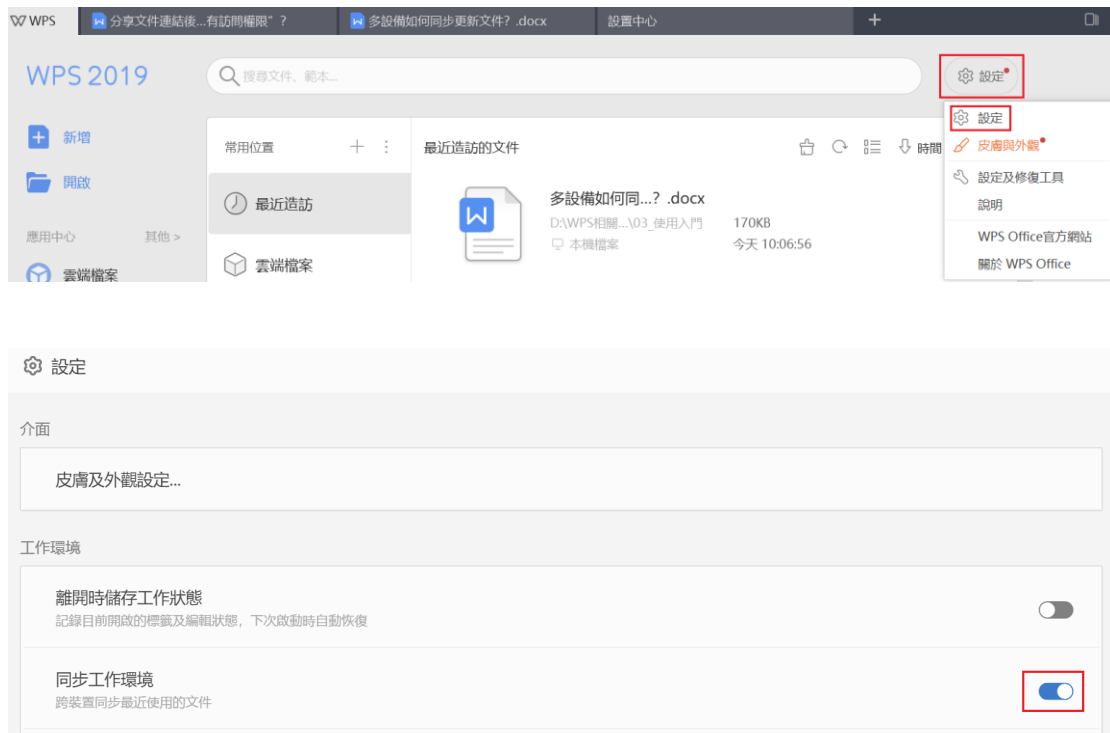 WPS
分享文件連結後...有訪問權限”？
多設備如何同步更新文件？.docx
設置中心
WPS 2019
搜尋文件、範本...
設定
新增
開啟
應用中心 其他 >
雲端檔案
常用位置
最近造訪
雲端檔案
最近造訪的文件
時間
多設備如何同...? .docx
D:\WPS相關...\03_使用入門 170KB
本機檔案 今天 10:06:56
設定
皮膚與外觀
設定及修復工具
說明
WPS Office官方網站
關於 WPS Office
設定
介面
皮膚及外觀設定...
工作環境
離開時儲存工作狀態
記錄目前開啟的標籤及編輯狀態，下次啟動時自動恢復
同步工作環境
跨裝置同步最近使用的文件